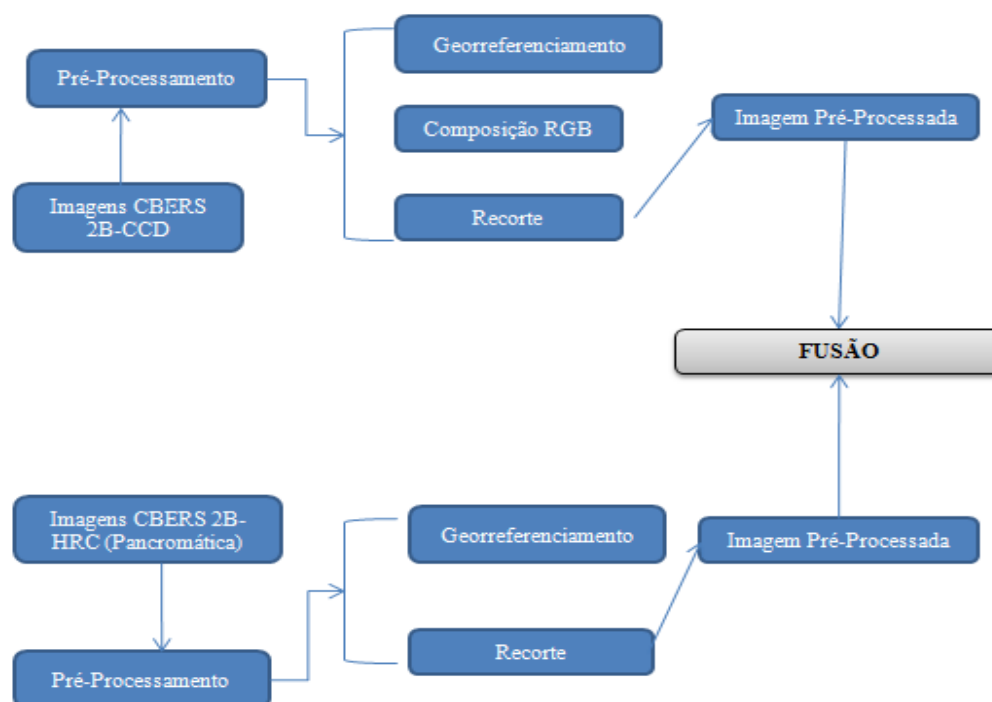 Georreferenciamento
Pré-Processamento
Composição RGB
Imagem Pré-Processada
Imagens CBERS
2B-CCD
Recorte
FUSÃO
Imagens CBERS 2B-
HRC (Pancromática)
Georreferenciamento
Imagem Pré-Processada
Recorte
Pré-Processamento